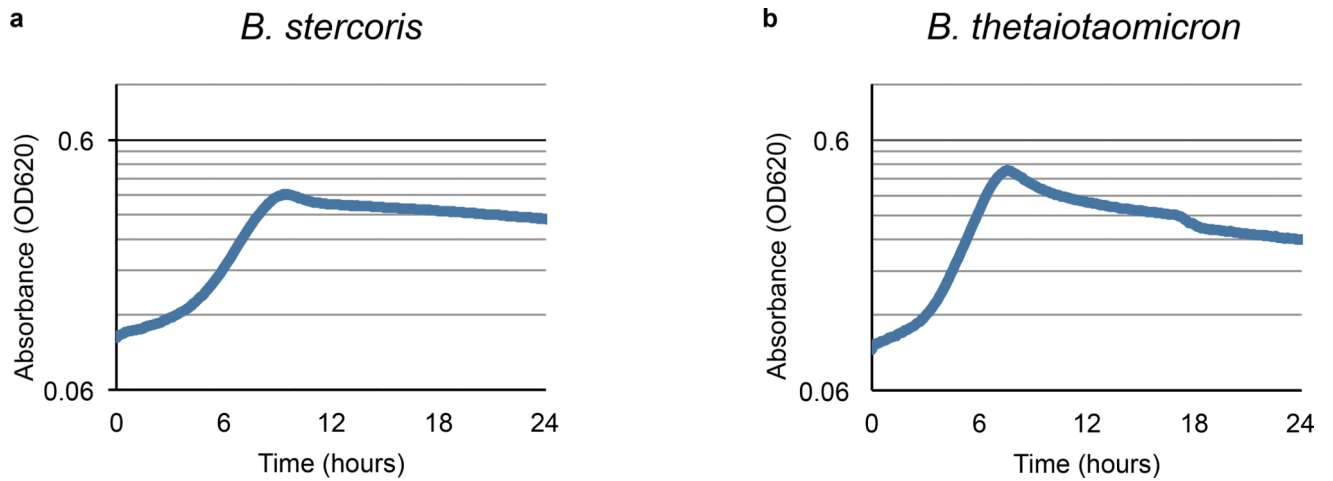 a
B. stercoris
Absorbance (OD620)
0.6
0.06
0 6 12 18 24
Time (hours)
b
B. thetaiotaomicron
Absorbance (OD620)
0.6
0.06
0 6 12 18 24
Time (hours)